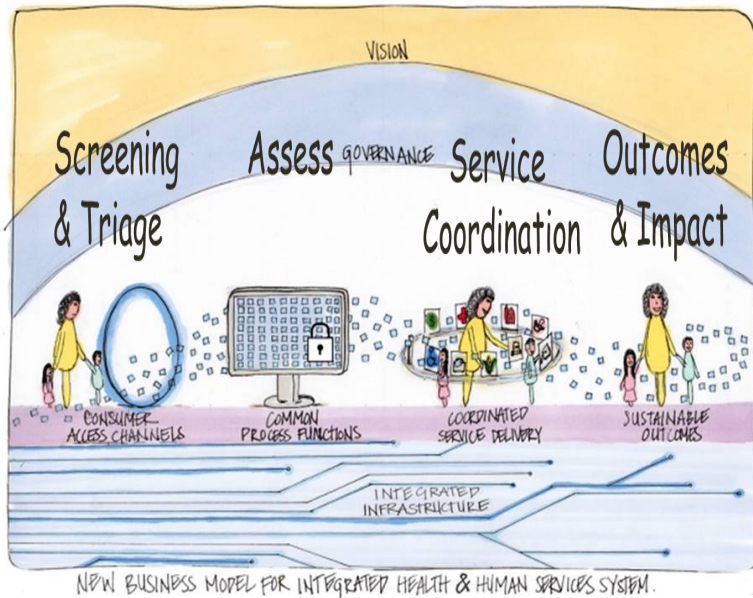 VISION
Screening
& Triage
Assess
GOVERNANCE
Service
Coordination
Outcomes
& Impact
$
CONSUMER
ACCESS CHANNELS
COMMON
PROCESS FUNCTIONS
COORDINATED
SERVICE DELIVERY
SUSTAINABLE
OUTCOMES
INTEGRATED
INFRASTRUCTURE
NEW BUSINESS MODEL FOR INTEGRATED HEALTH & HUMAN SERVICES SYSTEM.